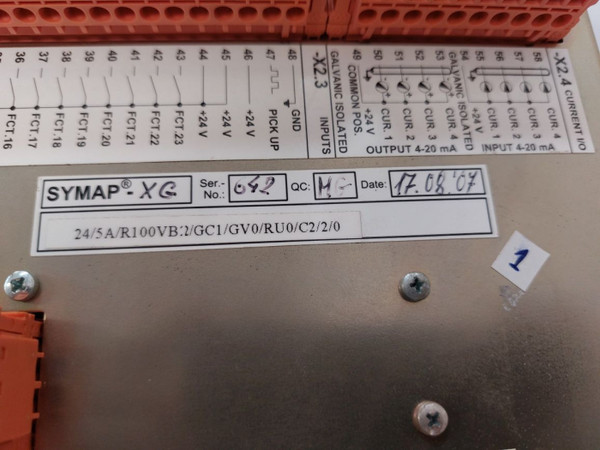 36 37 38 39 40 41 42 43 44 45 46 47 48
FCT.16 FCT.17 FCT.18 FCT.19 FCT.20 FCT.21 FCT.22 FCT.23 +24 V +24 V +24 V PICK UP GND
-X2.3 INPUTS
49 50 51 52 53 54 55 56 57 58
GALVANIC ISOLATED
COMMON POS.
+24 V CUR. 1 CUR. 2 CUR. 3 CUR. 4
OUTPUT 4-20 mA
GALVANIC ISOLATED
+24 V CUR. 1 CUR. 2 CUR. 3 CUR. 4
INPUT 4-20 mA
-X2.4 CURRENT I/O
SYMAP®-XG Ser.-No.: 042 QC: MG Date: 17.08.'07
24/5A/R100VB:2/GC1/GV0/RU0/C2/2/0
1